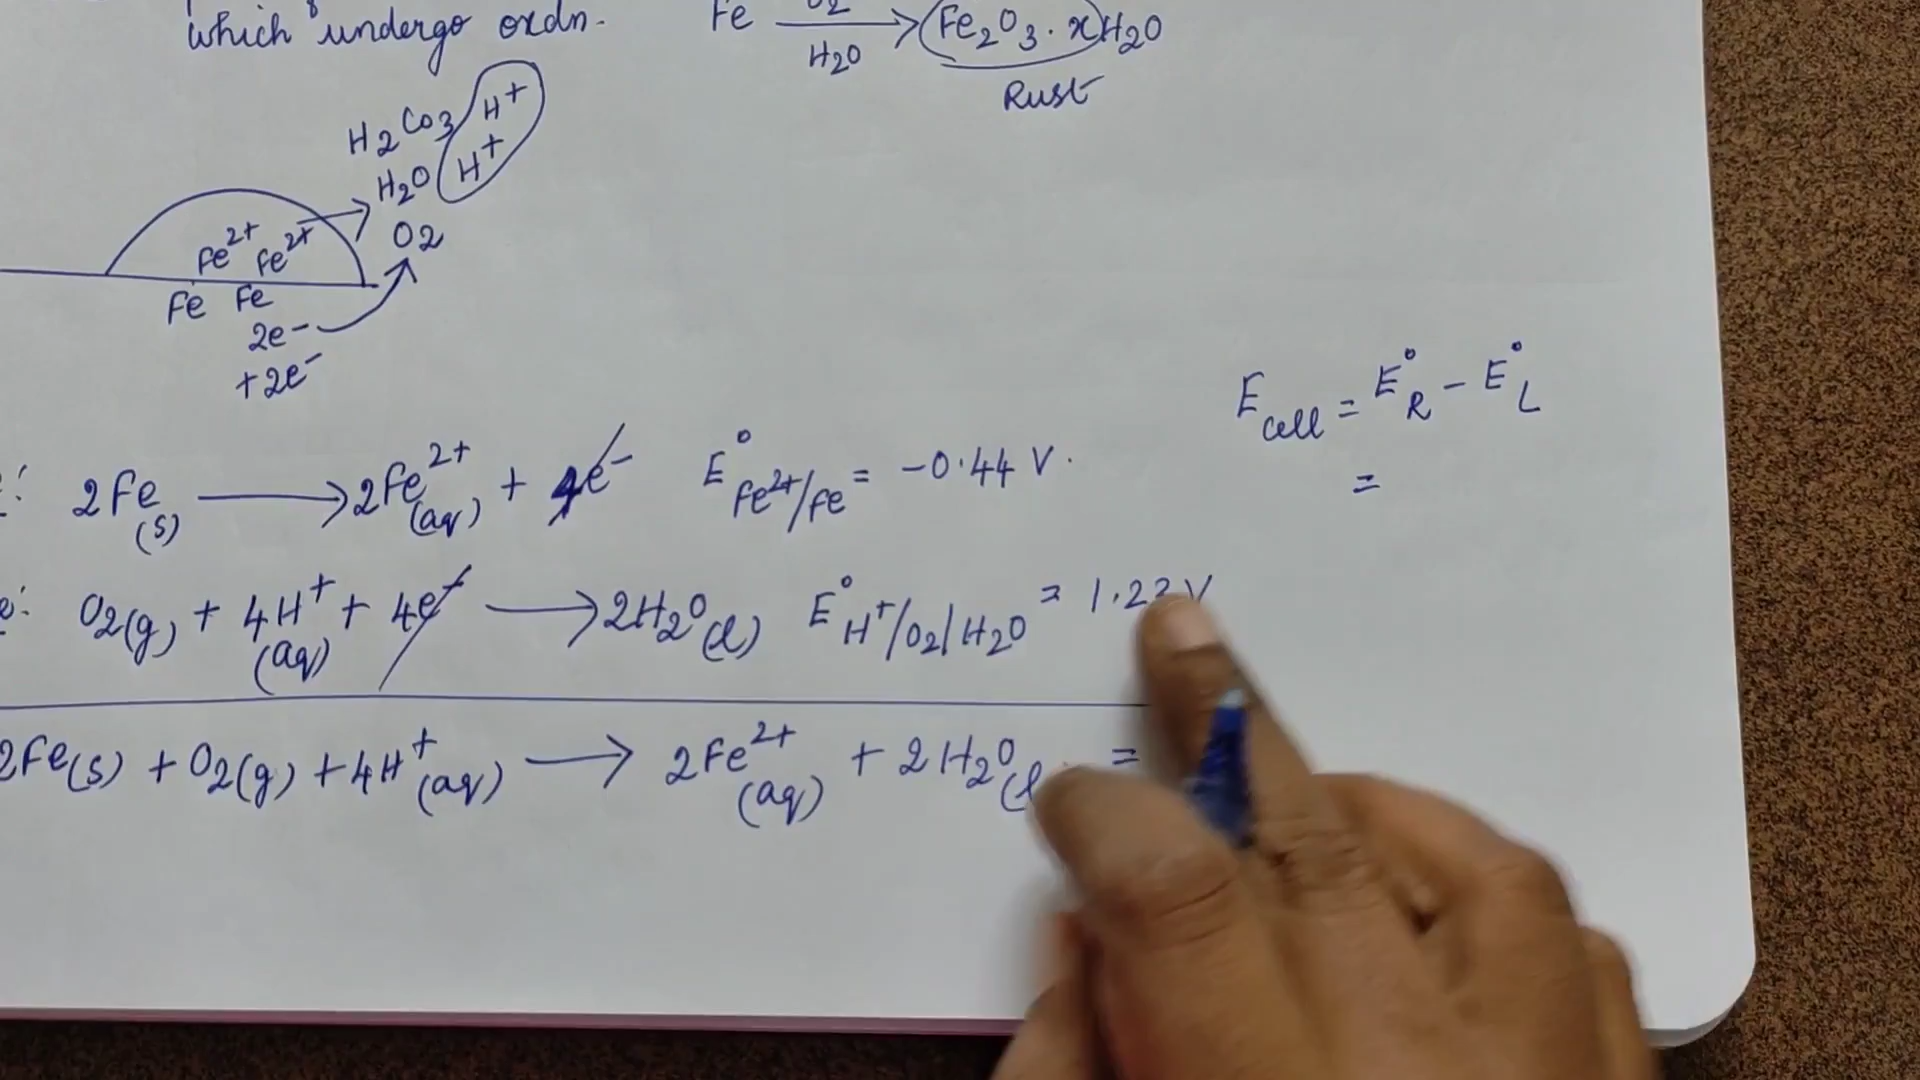 which undergo oxdn.
Fe O2 H2O → Fe2O3 . xH2O
Rust
H2CO3 H+
H2O H+
O2
Fe2+ Fe2+
Fe Fe
2e-
+2e-
Ecell = E°R - E°L
=
2Fe(s) → 2Fe2+(aq) + 4e- E°Fe2+/Fe = -0.44 V.
O2(g) + 4H+(aq) + 4e- → 2H2O(l) E°H+/O2/H2O = 1.23 V
2Fe(s) + O2(g) + 4H+(aq) → 2Fe2+(aq) + 2H2O(l) =